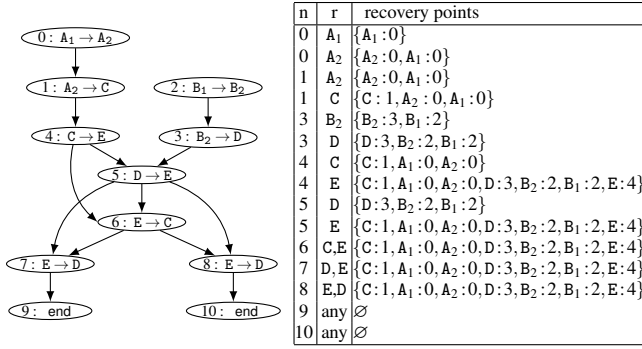 0: A₁ → A₂
1: A₂ → C
2: B₁ → B₂
4: C → E
3: B₂ → D
5: D → E
6: E → C
7: E → D
8: E → D
9: end
10: end
n r recovery points
0 A₁ {A₁:0}
0 A₂ {A₂:0, A₁:0}
1 A₂ {A₂:0, A₁:0}
1 C {C:1, A₂:0, A₁:0}
3 B₂ {B₂:3, B₁:2}
3 D {D:3, B₂:2, B₁:2}
4 C {C:1, A₁:0, A₂:0}
4 E {C:1, A₁:0, A₂:0, D:3, B₂:2, B₁:2, E:4}
5 D {D:3, B₂:2, B₁:2}
5 E {C:1, A₁:0, A₂:0, D:3, B₂:2, B₁:2, E:4}
6 C,E {C:1, A₁:0, A₂:0, D:3, B₂:2, B₁:2, E:4}
7 D,E {C:1, A₁:0, A₂:0, D:3, B₂:2, B₁:2, E:4}
8 E,D {C:1, A₁:0, A₂:0, D:3, B₂:2, B₁:2, E:4}
9 any ∅
10 any ∅